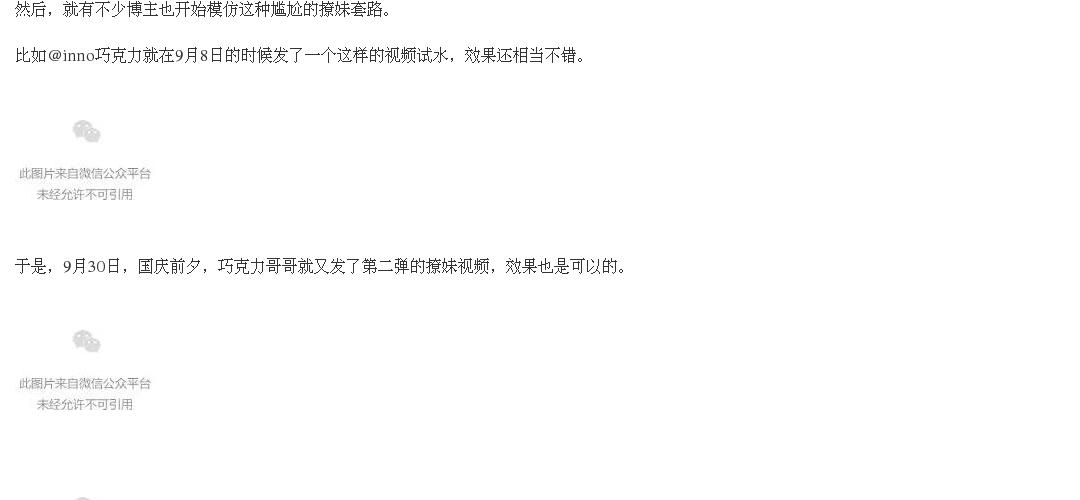 然后，就有不少博主也开始模仿这种尴尬的撩妹套路。
比如@inno巧克力就在9月8日的时候发了一个这样的视频试水，效果还相当不错。
此图片来自微信公众平台
未经允许不可引用
于是，9月30日，国庆前夕，巧克力哥哥就又发了第二弹的撩妹视频，效果也是可以的。
此图片来自微信公众平台
未经允许不可引用